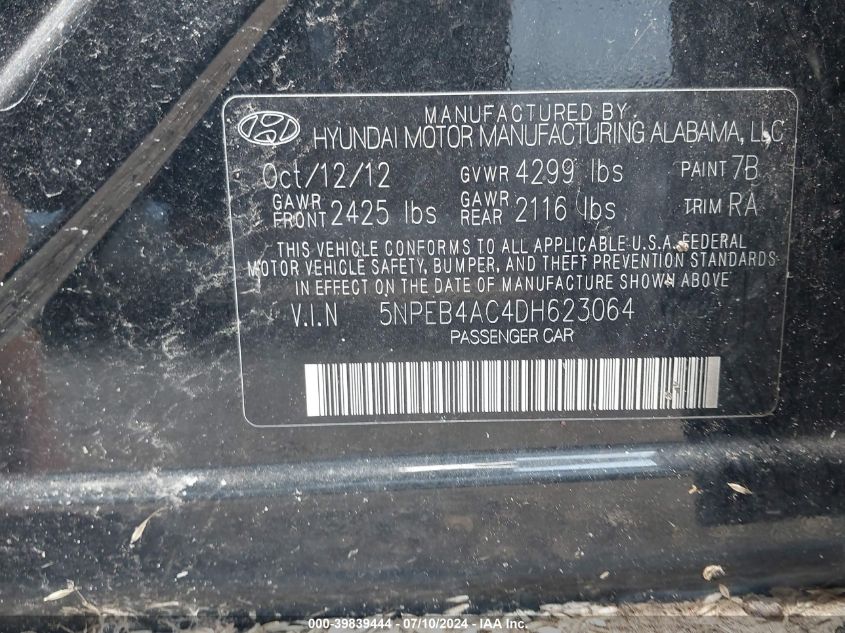 MANUFACTURED BY
HYUNDAI MOTOR MANUFACTURING ALABAMA, LLC
Oct/12/12 GVWR 4299 lbs PAINT 7B
GAWR FRONT 2425 lbs GAWR REAR 2116 lbs TRIM RA
THIS VEHICLE CONFORMS TO ALL APPLICABLE U.S.A. FEDERAL
MOTOR VEHICLE SAFETY, BUMPER, AND THEFT PREVENTION STANDARDS
IN EFFECT ON THE DATE OF MANUFACTURE SHOWN ABOVE
V.I.N 5NPEB4AC4DH623064
PASSENGER CAR
000-39839444 - 07/10/2024 - IAA Inc.